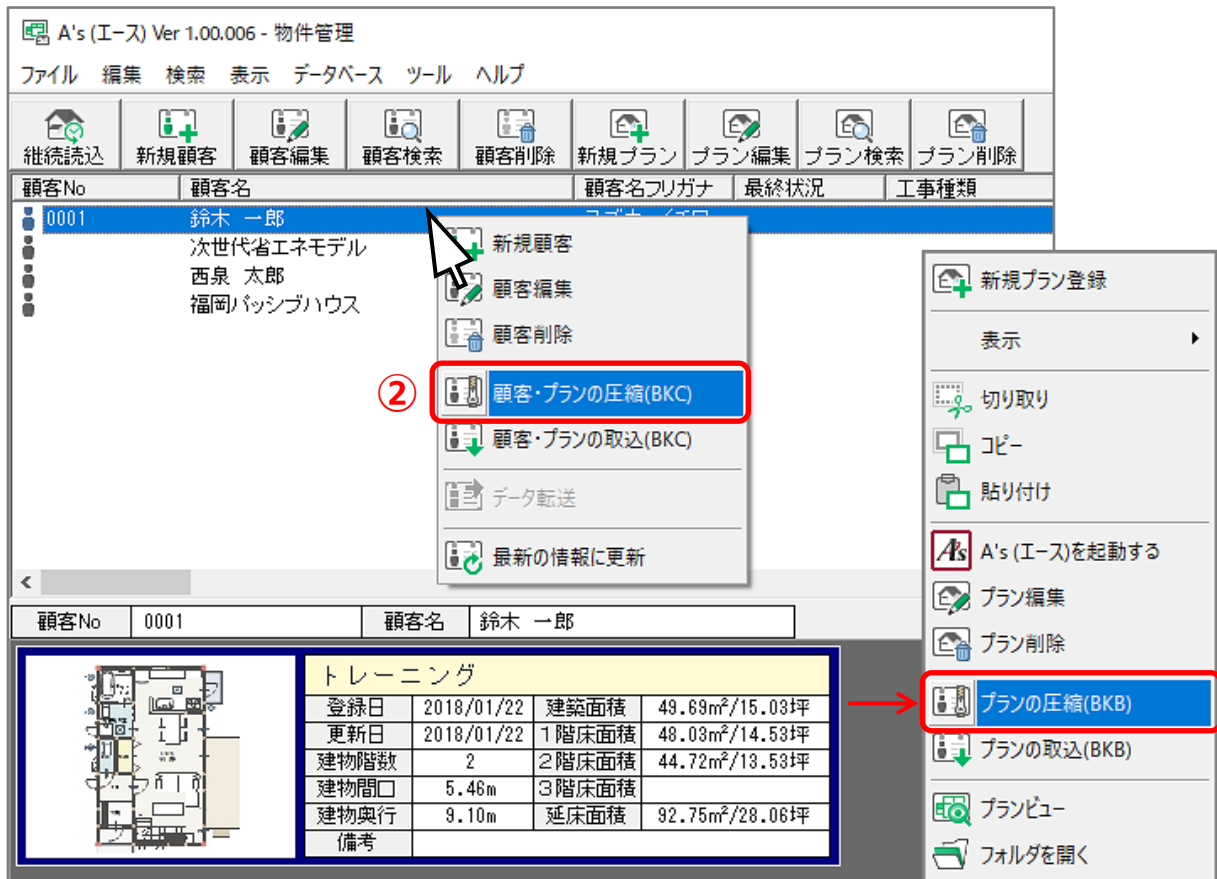 A's (エース) Ver 1.00.006 - 物件管理
ファイル 編集 検索 表示 データベース ツール ヘルプ
継続読込 新規顧客 顧客編集 顧客検索 顧客削除 新規プラン プラン編集 プラン検索 プラン削除
顧客No 顧客名 顧客名フリガナ 最終状況 工事種類
0001 鈴木 一郎
次世代省エネモデル
西泉 太郎
福岡パッシブハウス
新規顧客
顧客編集
顧客削除
②
顧客・プランの圧縮(BKC)
顧客・プランの取込(BKC)
データ転送
最新の情報に更新
新規プラン登録
表示
切り取り
コピー
貼り付け
A's
A's (エース)を起動する
プラン編集
プラン削除
プランの圧縮(BKB)
プランの取込(BKB)
プランビュー
フォルダを開く
顧客No 0001 顧客名 鈴木 一郎
トレーニング
登録日 2018/01/22 建築面積 49.69m²/15.03坪
更新日 2018/01/22 1階床面積 48.03m²/14.53坪
建物階数 2 2階床面積 44.72m²/13.53坪
建物間口 5.46m 3階床面積
建物奥行 9.10m 延床面積 92.75m²/28.06坪
備考